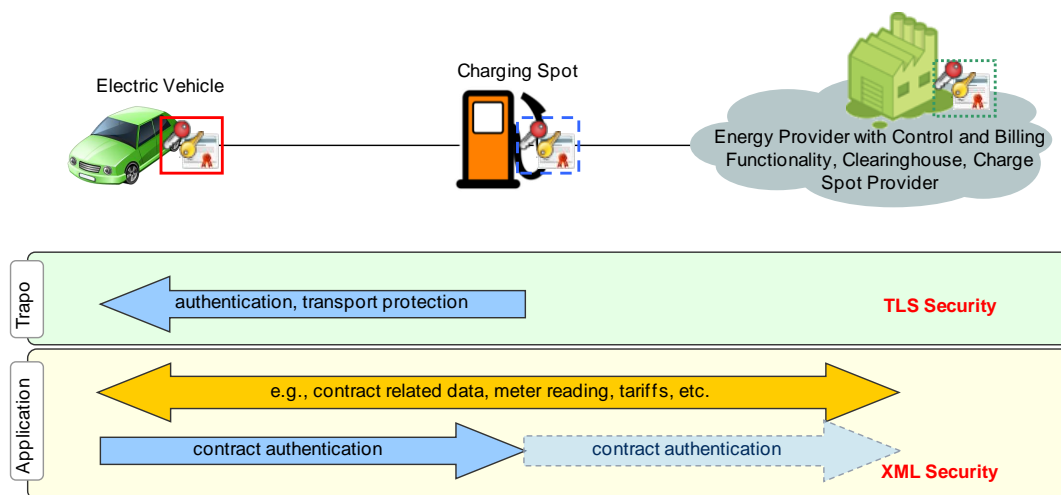 Electric Vehicle
Charging Spot
Energy Provider with Control and Billing
Functionality, Clearinghouse, Charge
Spot Provider
Trapo
authentication, transport protection
TLS Security
Application
e.g., contract related data, meter reading, tariffs, etc.
contract authentication
contract authentication
XML Security